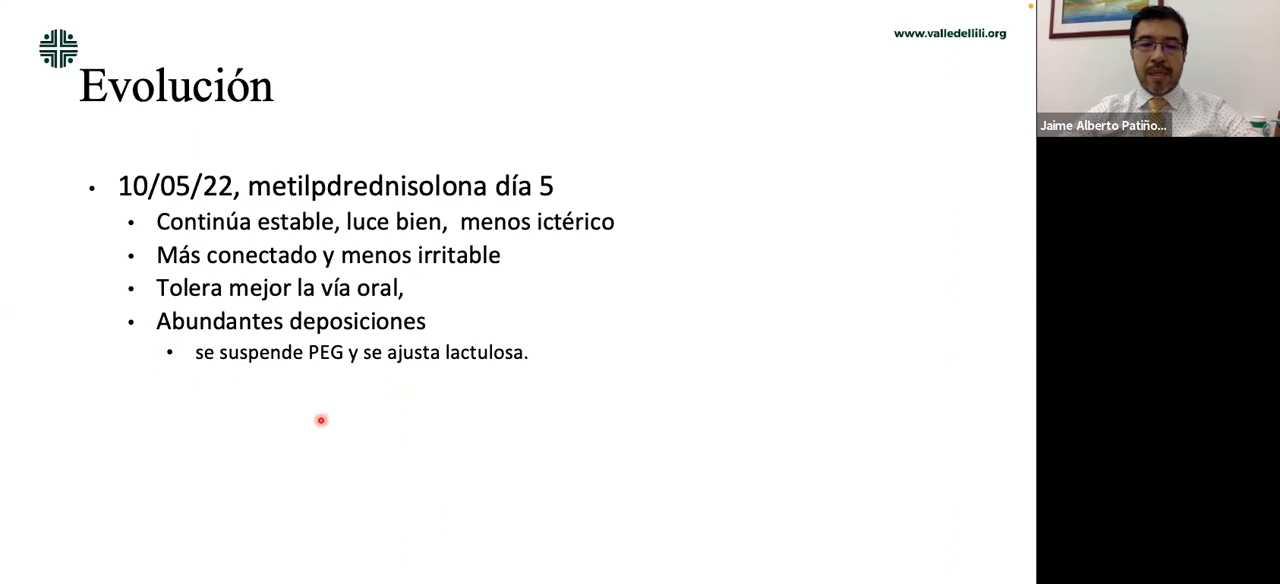 www.valledellili.org
Evolución
10/05/22, metilpdrednisolona día 5
Continúa estable, luce bien, menos ictérico
Más conectado y menos irritable
Tolera mejor la vía oral,
Abundantes deposiciones
se suspende PEG y se ajusta lactulosa.
Jaime Alberto Patiño...